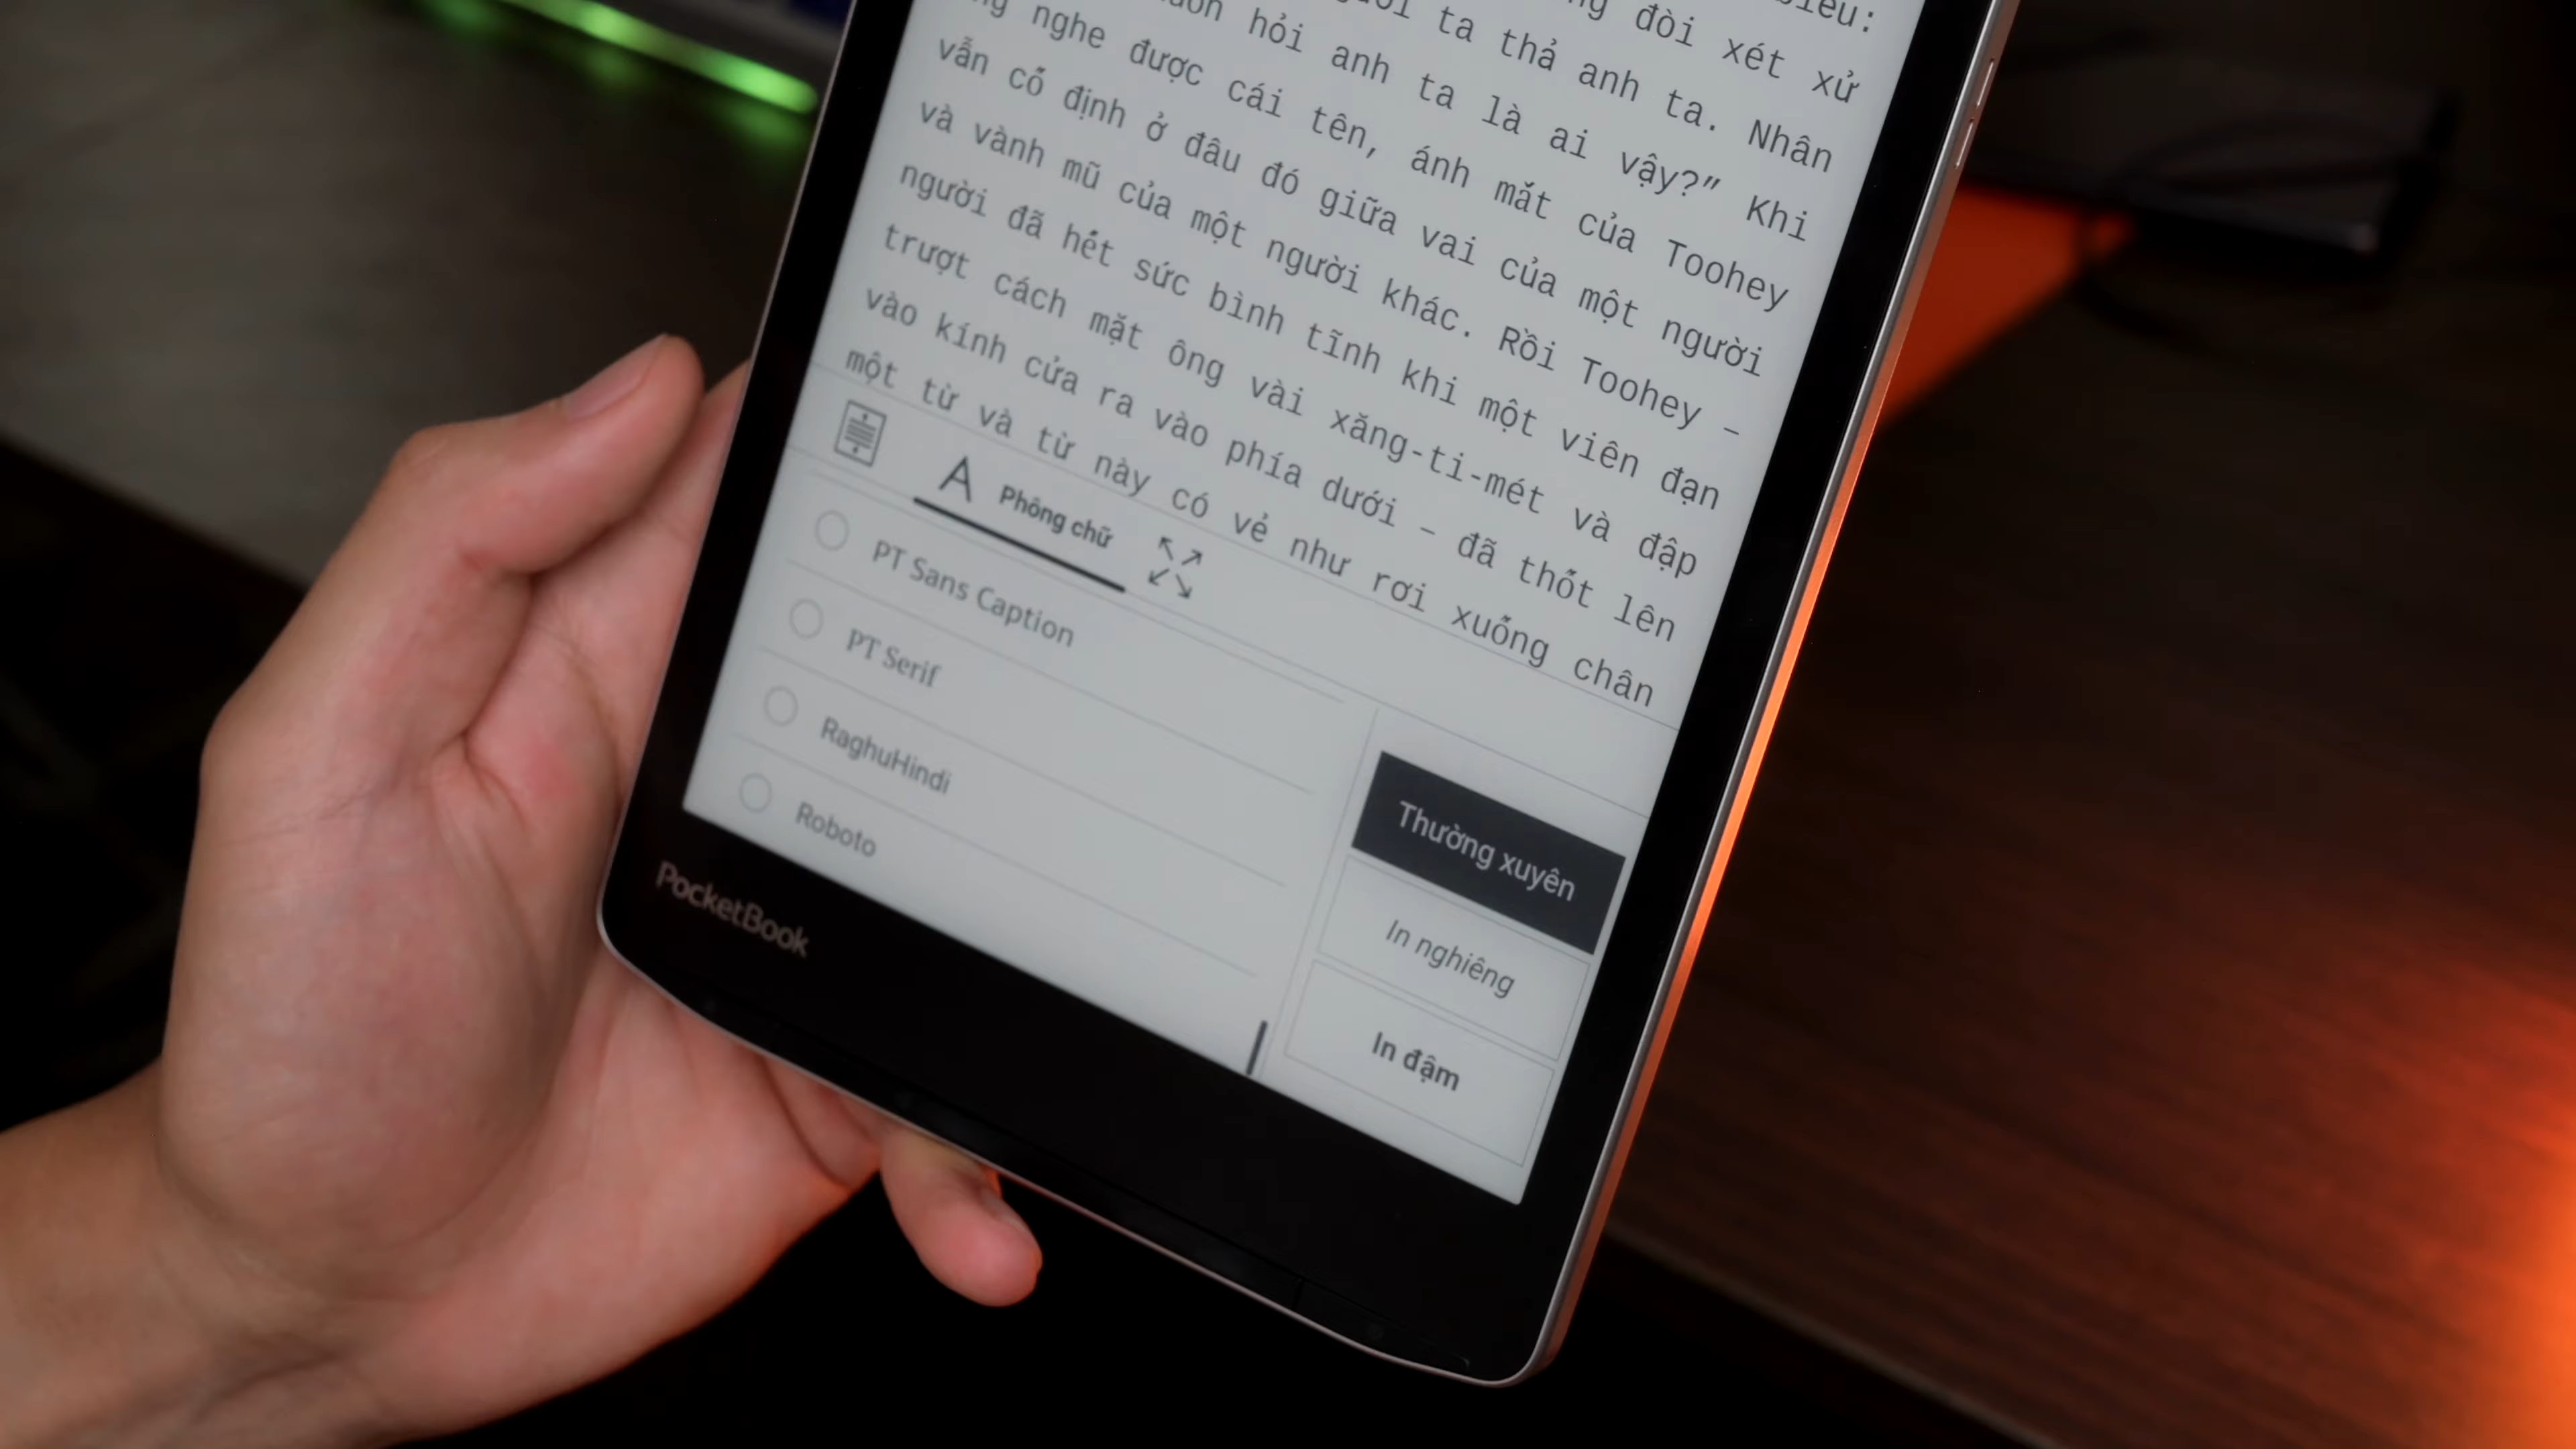 đòi xét xử
ta thả anh ta. Nhân
hỏi anh ta là ai vậy?” Khi
nghe được cái tên, ánh mắt của Toohey
vẫn cố định ở đâu đó giữa vai của một người
và vành mũ của một người khác. Rồi Toohey –
người đã hết sức bình tĩnh khi một viên đạn
trượt cách mặt ông vài xăng-ti-mét và đập
vào kính cửa ra vào phía dưới – đã thốt lên
một từ và từ này có vẻ như rơi xuống chân
A Phông chữ
PT Sans Caption
PT Serif
RaghuHindi
Roboto
Thường xuyên
In nghiêng
In đậm
PocketBook